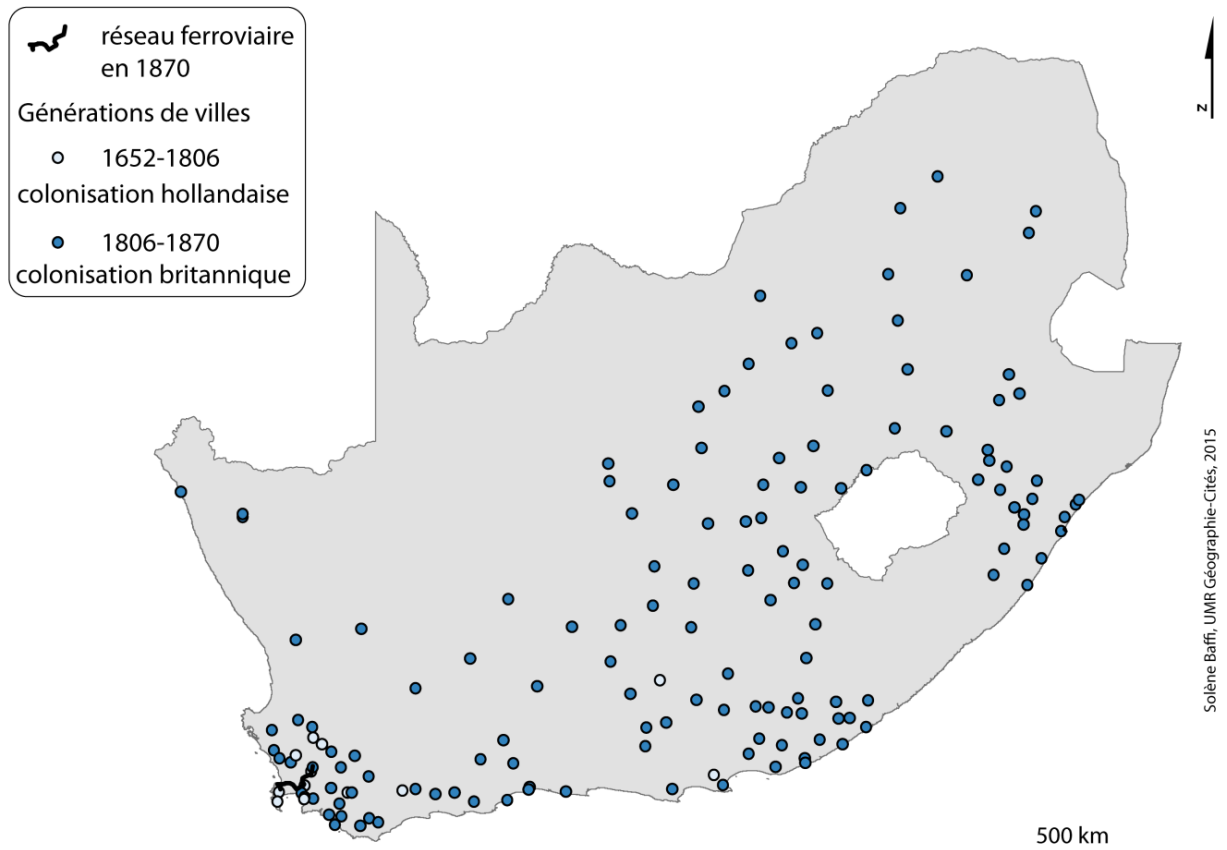 réseau ferroviaire
en 1870
Générations de villes
1652-1806
colonisation hollandaise
1806-1870
colonisation britannique
N
Solène Baffi, UMR Géographie-Cités, 2015
500 km